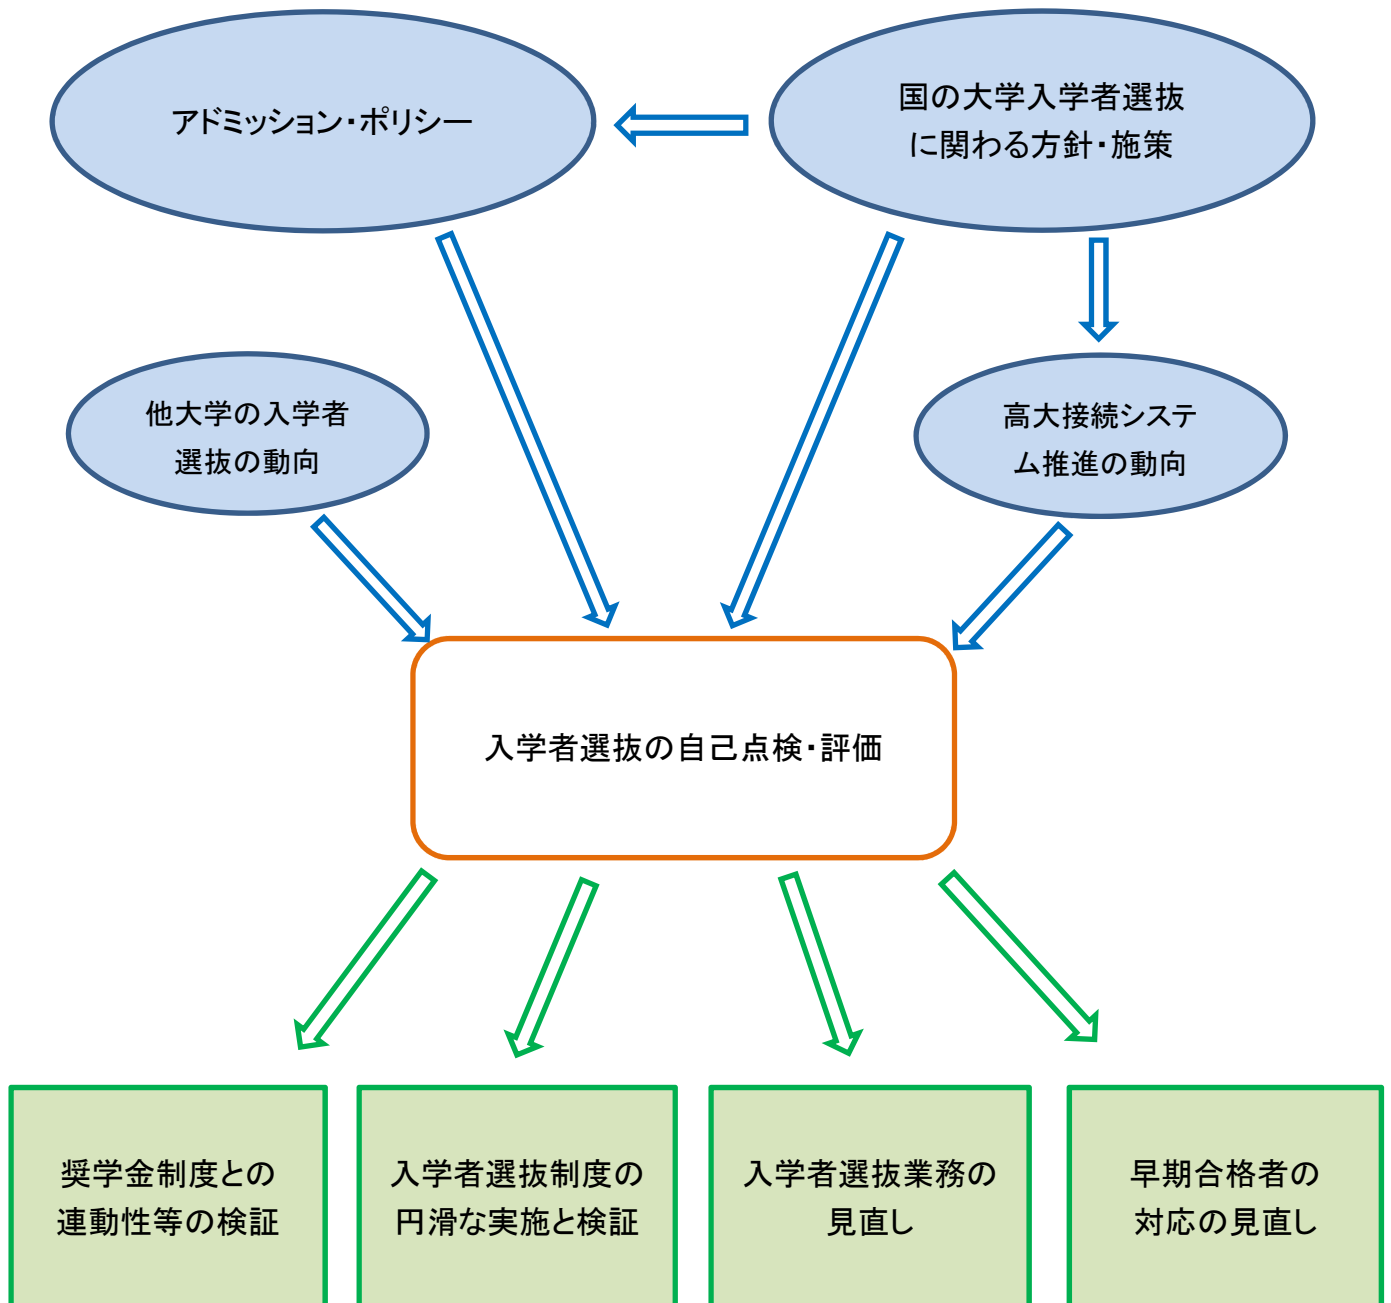 アドミッション・ポリシー
国の大学入学者選抜
に関わる方針・施策
他大学の入学者
選抜の動向
高大接続システ
ム推進の動向
入学者選抜の自己点検・評価
奨学金制度との
連動性等の検証
入学者選抜制度の
円滑な実施と検証
入学者選抜業務の
見直し
早期合格者の
対応の見直し